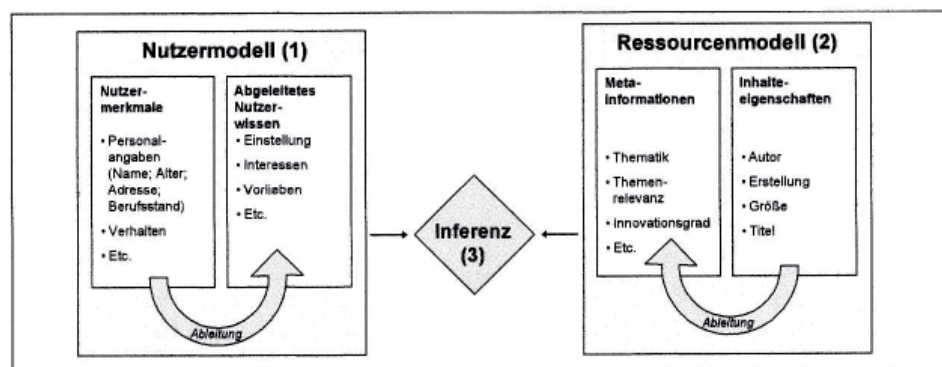 Nutzermodell (1)
Nutzer-
merkmale
• Personal-
angaben
(Name; Alter;
Adresse;
Berufsstand)
• Verhalten
• Etc.
Abgeleitetes
Nutzer-
wissen
• Einstellung
• Interessen
• Vorlieben
• Etc.
Ableitung
Inferenz
(3)
Ressourcenmodell (2)
Meta-
informationen
• Thematik
• Themen-
relevanz
• Innovationsgrad
• Etc.
Inhalte-
eigenschaften
• Autor
• Erstellung
• Größe
• Titel
Ableitung